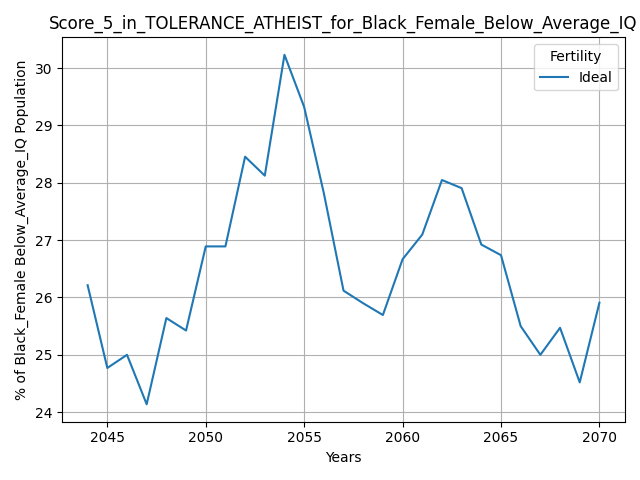 Score_5_in_TOLERANCE_ATHEIST_for_Black_Female_Below_Average_IQ
% of Black_Female Below_Average_IQ Population
30
29
28
27
26
25
24
Fertility
Ideal
2045 2050 2055 2060 2065 2070
Years